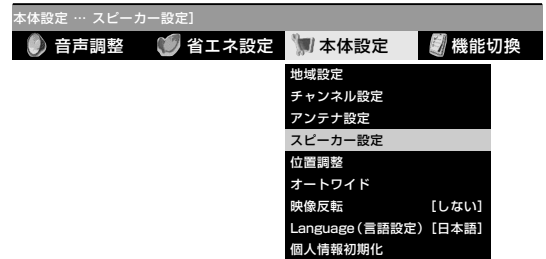 本体設定 … スピーカー設定]
音声調整 省エネ設定 本体設定 機能切換
地域設定
チャンネル設定
アンテナ設定
スピーカー設定
位置調整
オートワイド
映像反転 [しない]
Language(言語設定) [日本語]
個人情報初期化